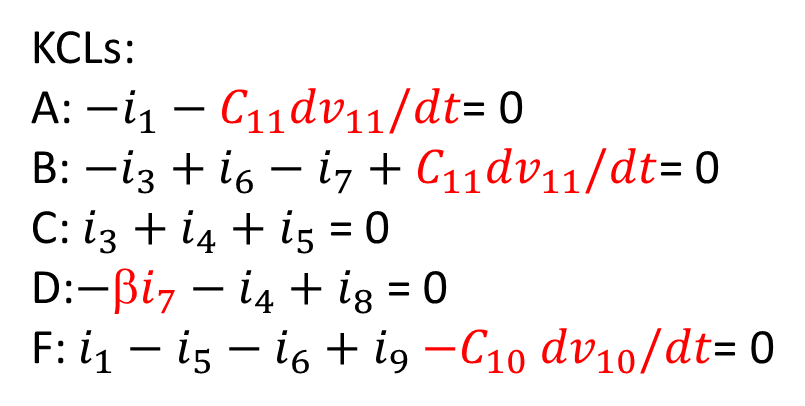 KCLs:
A: −i₁ − C₁₁dv₁₁/dt= 0
B: −i₃ + i₆ − i₇ + C₁₁dv₁₁/dt= 0
C: i₃ + i₄ + i₅ = 0
D:−βi₇ − i₄ + i₈ = 0
F: i₁ − i₅ − i₆ + i₉ −C₁₀ dv₁₀/dt= 0